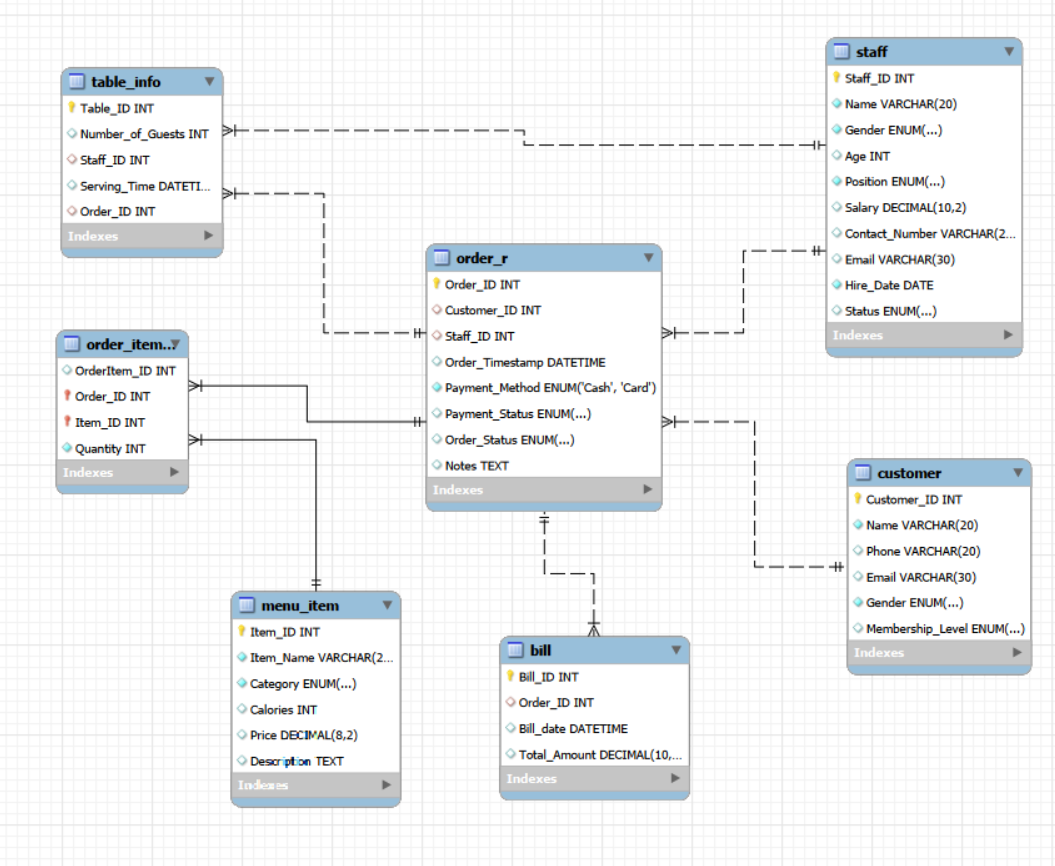 table_info
Table_ID INT
Number_of_Guests INT
Staff_ID INT
Serving_Time DATETI...
Order_ID INT
Indexes
staff
Staff_ID INT
Name VARCHAR(20)
Gender ENUM(...)
Age INT
Position ENUM(...)
Salary DECIMAL(10,2)
Contact_Number VARCHAR(2...
Email VARCHAR(30)
Hire_Date DATE
Status ENUM(...)
Indexes
order_r
Order_ID INT
Customer_ID INT
Staff_ID INT
Order_Timestamp DATETIME
Payment_Method ENUM('Cash', 'Card')
Payment_Status ENUM(...)
Order_Status ENUM(...)
Notes TEXT
Indexes
order_item...
OrderItem_ID INT
Order_ID INT
Item_ID INT
Quantity INT
Indexes
customer
Customer_ID INT
Name VARCHAR(20)
Phone VARCHAR(20)
Email VARCHAR(30)
Gender ENUM(...)
Membership_Level ENUM(...)
Indexes
menu_item
Item_ID INT
Item_Name VARCHAR(2...
Category ENUM(...)
Calories INT
Price DECIMAL(8,2)
Description TEXT
Indexes
bill
Bill_ID INT
Order_ID INT
Bill_date DATETIME
Total_Amount DECIMAL(10,...
Indexes